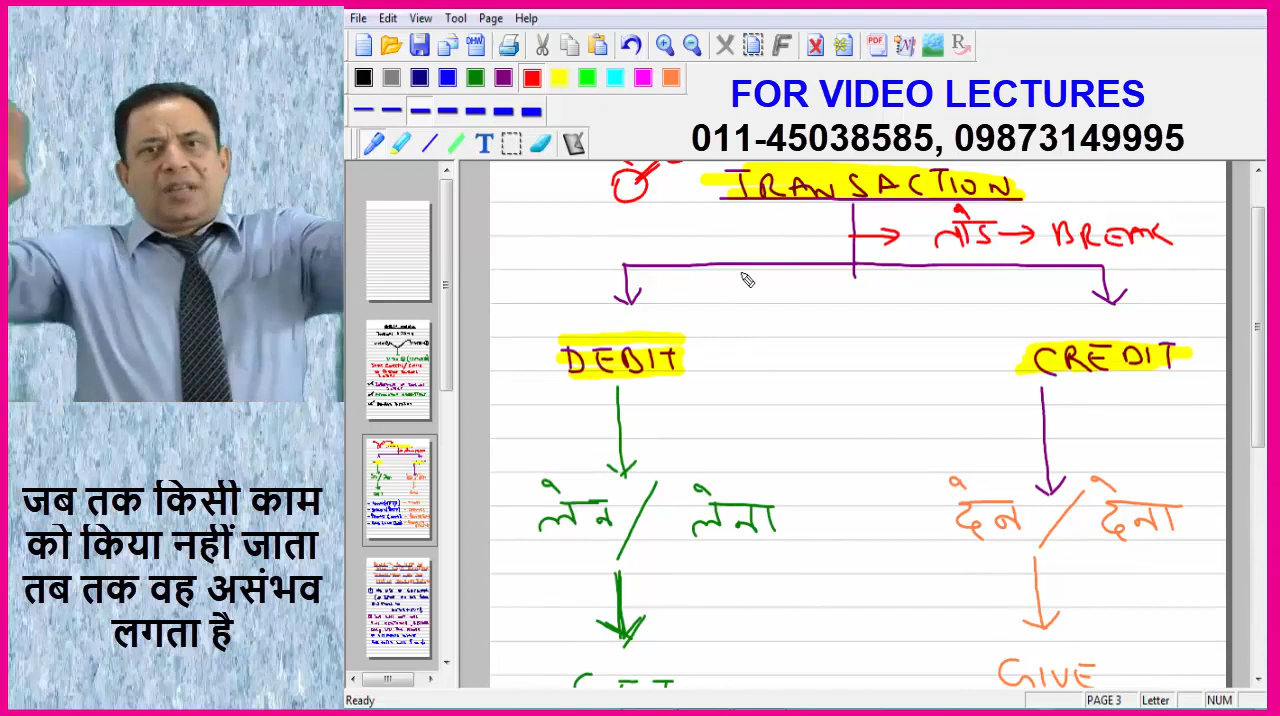 File Edit View Tool Page Help
FOR VIDEO LECTURES
011-45038585, 09873149995
TRANSACTION
तोड → BREAK
DEBIT
CREDIT
लेन / लेना
देन / देना
GET
GIVE
जब तक किसी काम
को किया नहीं जाता
तब तक वह असंभव
लगता है
Ready
PAGE 3 Letter NUM